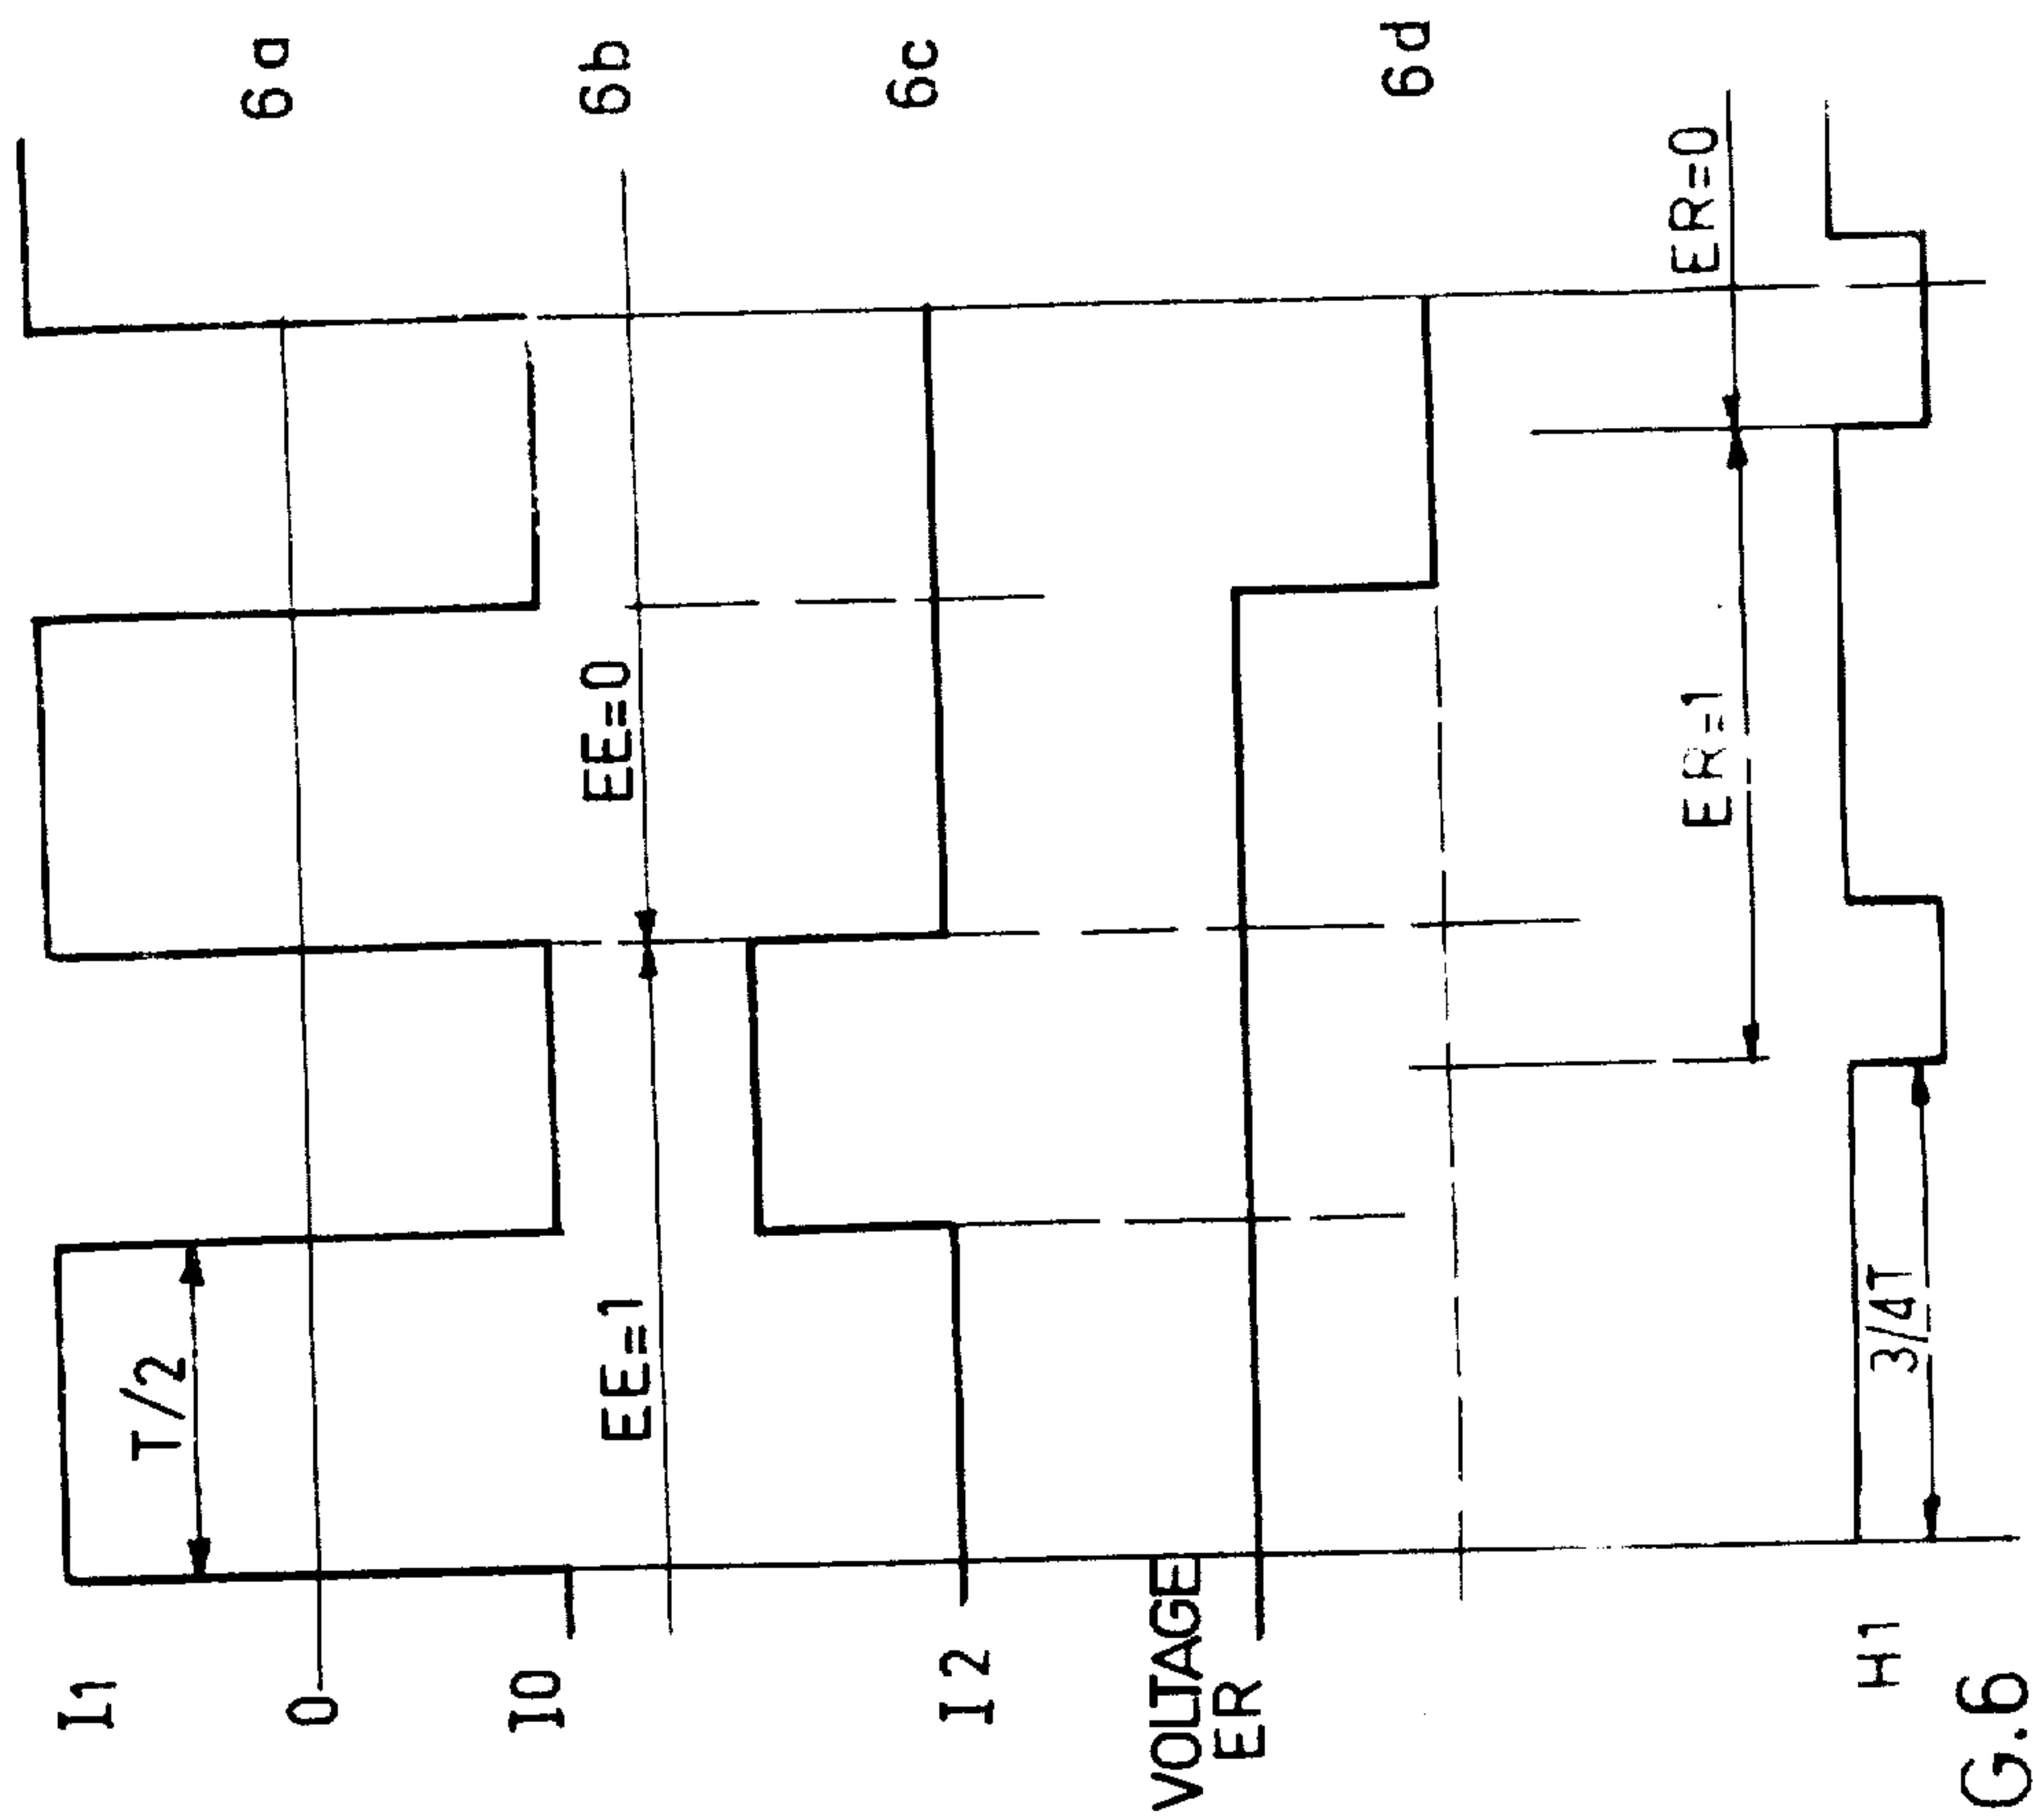 I1
T/2
6a
0
I0
EE=1
EE=0
6b
I2
6c
VOLTAGE
ER
6d
ER=1
ER=0
H1
3/4T
G.6